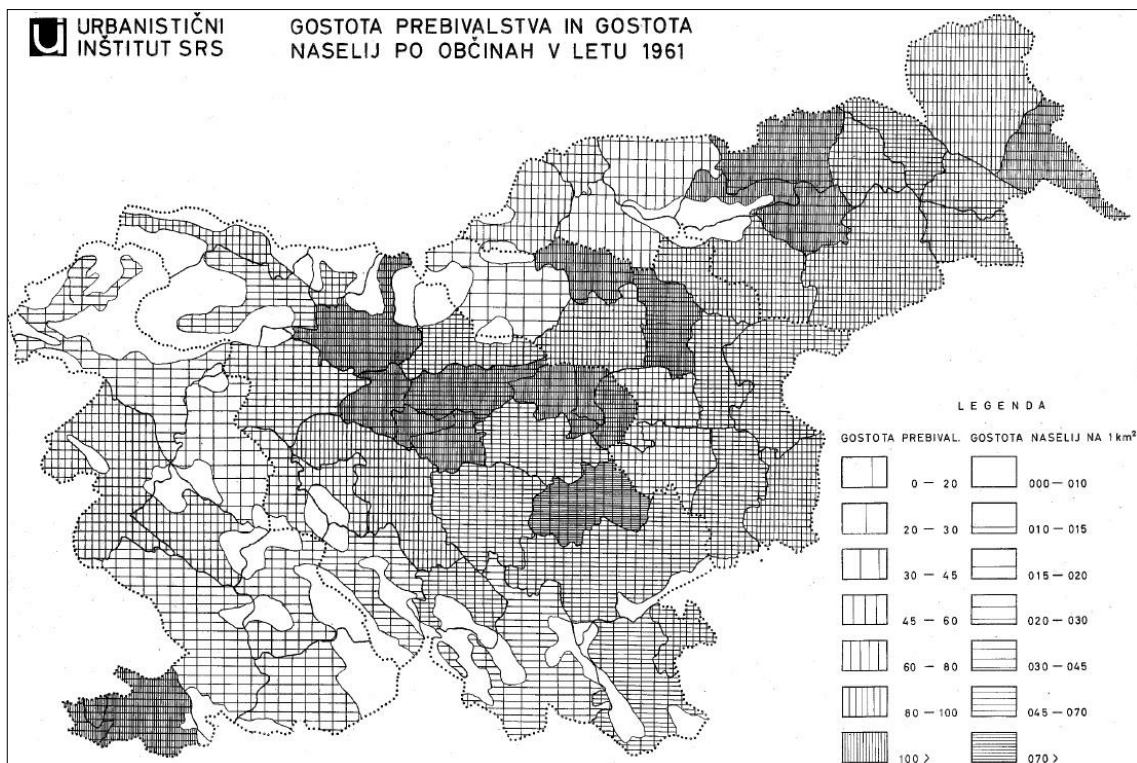 Ui URBANISTIČNI
INŠTITUT SRS
GOSTOTA PREBIVALSTVA IN GOSTOTA
NASELIJ PO OBČINAH V LETU 1961
LEGENDA
GOSTOTA PREBIVAL. GOSTOTA NASELIJ NA 1 km²
0 — 20 000 — 010
20 — 30 010 — 015
30 — 45 015 — 020
45 — 60 020 — 030
60 — 80 030 — 045
80 — 100 045 — 070
100 > 070 >